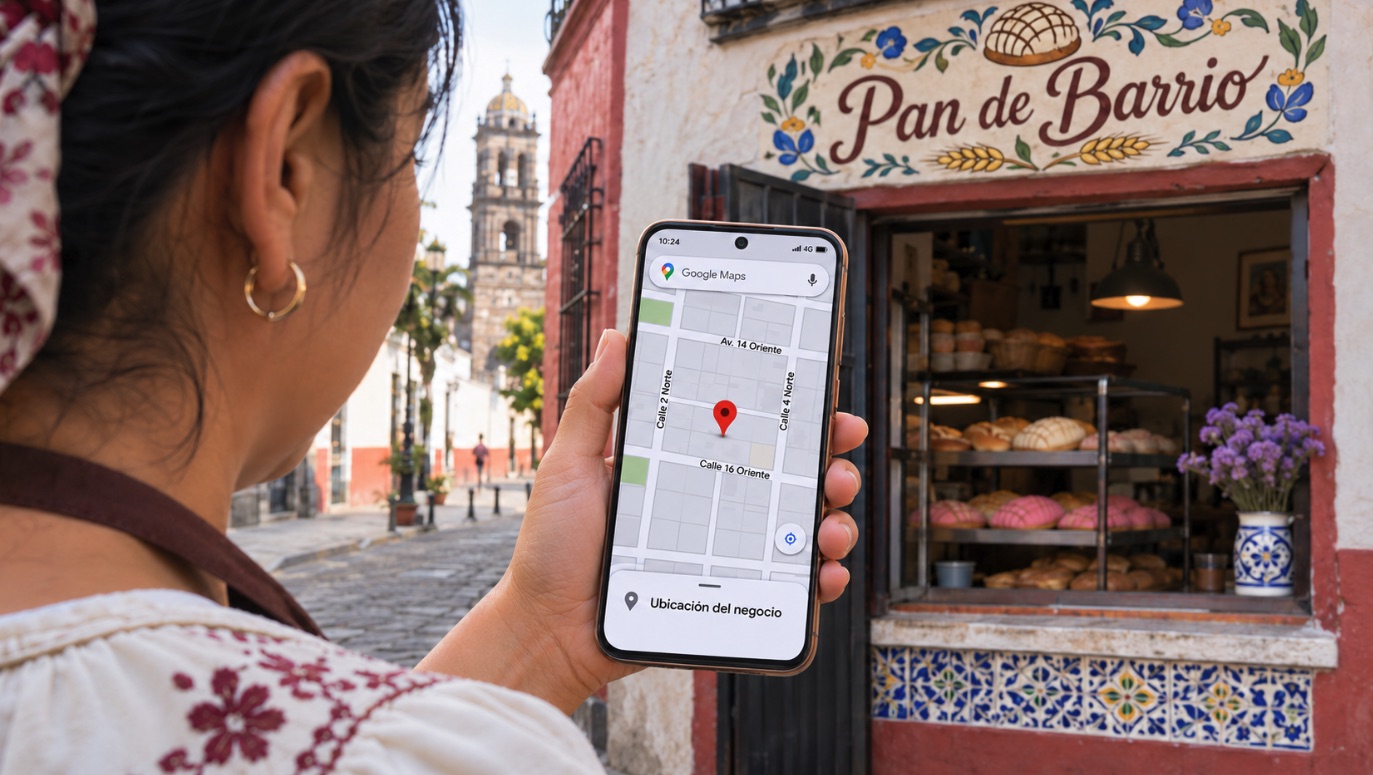 Pan de Barrio
10:24
4G
Google Maps
Av. 14 Oriente
Calle 2 Norte
Calle 4 Norte
Calle 16 Oriente
Ubicación del negocio